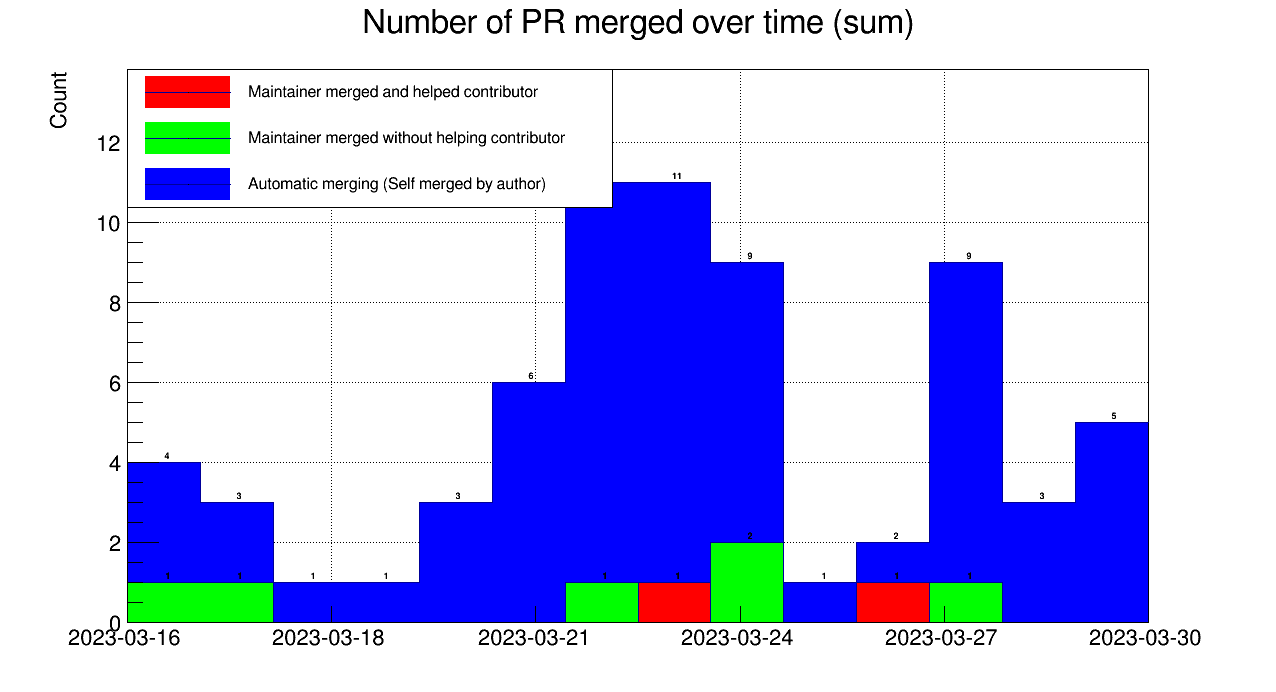 Number of PR merged over time (sum)
Count
Maintainer merged and helped contributor
Maintainer merged without helping contributor
Automatic merging (Self merged by author)
12
10
8
6
4
2
0
4 3 1 1 3 6 11 9 1 2 9 3 5
1 1 1 1 2 1 1
2023-03-16 2023-03-18 2023-03-21 2023-03-24 2023-03-27 2023-03-30